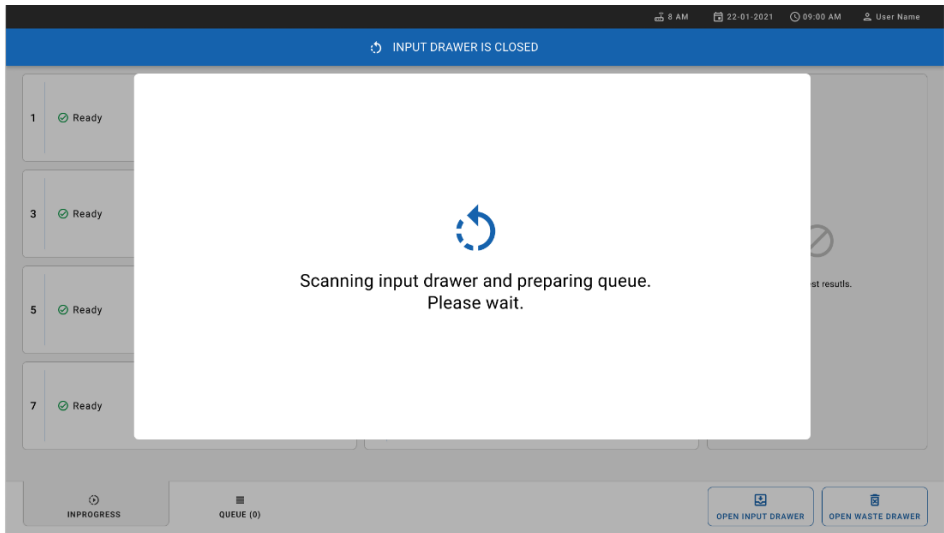 8 AM 22-01-2021 09:00 AM User Name
INPUT DRAWER IS CLOSED
1 Ready
3 Ready
Scanning input drawer and preparing queue.
Please wait.
st resutls.
5 Ready
7 Ready
INPROGRESS
QUEUE (0)
OPEN INPUT DRAWER
OPEN WASTE DRAWER